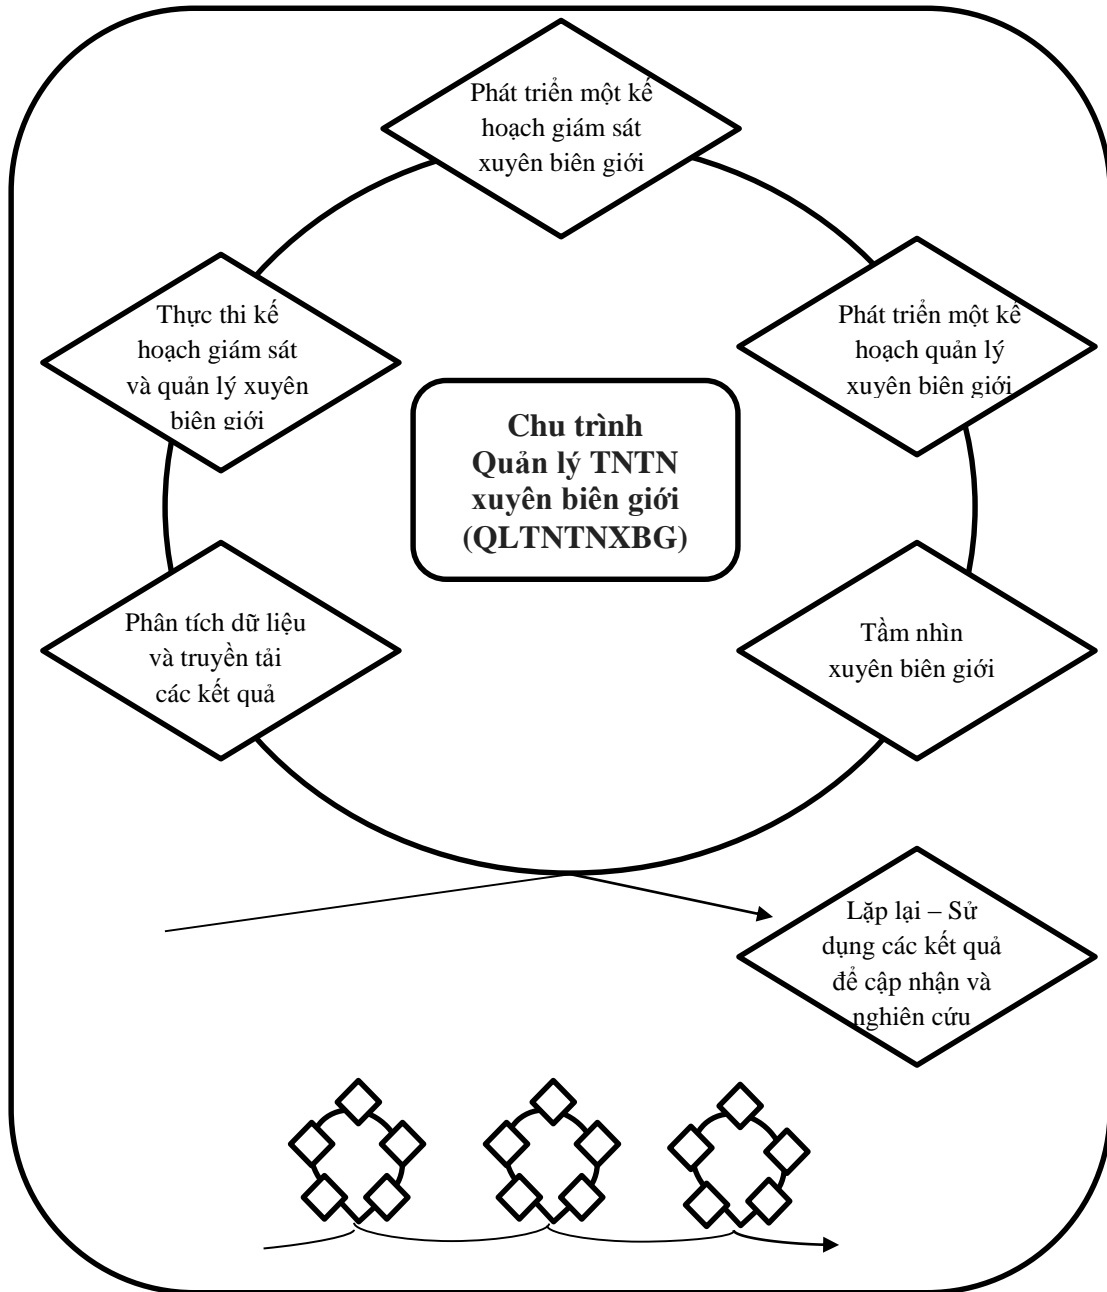 Phát triển một kế
hoạch giám sát
xuyên biên giới
Thực thi kế
hoạch giám sát
và quản lý xuyên
biên giới
Phát triển một kế
hoạch quản lý
xuyên biên giới
Chu trình
Quản lý TNTN
xuyên biên giới
(QLTNTNXBG)
Phân tích dữ liệu
và truyền tải
các kết quả
Tầm nhìn
xuyên biên giới
Lặp lại – Sử
dụng các kết quả
để cập nhận và
nghiên cứu